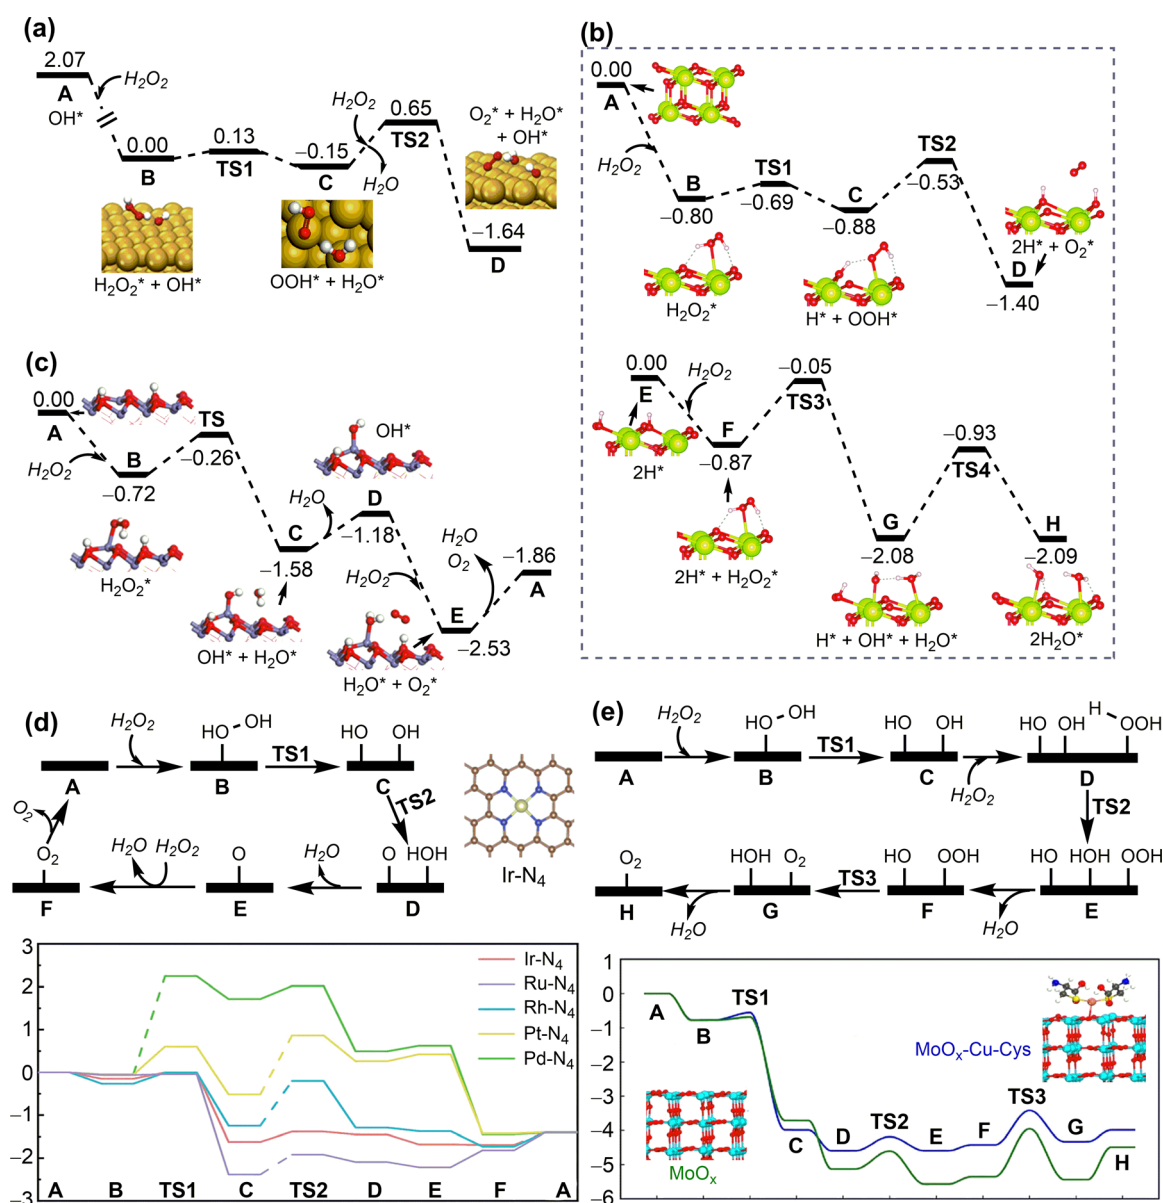 (a)
2.07
A
OH*
H₂O₂
0.00
B
H₂O₂* + OH*
0.13
TS1
−0.15
C
OOH* + H₂O*
H₂O₂
H₂O
0.65
TS2
O₂* + H₂O*
+ OH*
−1.64
D
(b)
0.00
A
H₂O₂
B
−0.80
H₂O₂*
TS1
−0.69
C
−0.88
H* + OOH*
TS2
−0.53
2H* + O₂*
D
−1.40
0.00
E
2H*
H₂O₂
F
−0.87
2H* + H₂O₂*
−0.05
TS3
G
−2.08
H* + OH* + H₂O*
−0.93
TS4
H
−2.09
2H₂O*
(c)
0.00
A
H₂O₂
B
−0.72
H₂O₂*
TS
−0.26
C
−1.58
OH* + H₂O*
H₂O
OH*
D
−1.18
H₂O₂
E
−2.53
H₂O* + O₂*
H₂O
O₂
−1.86
A
(d)
A
H₂O₂
HO
OH
B
TS1
HO
OH
C
TS2
O
HOH
D
H₂O
O
E
H₂O
H₂O₂
O₂
F
O₂
Ir-N₄
3
2
1
0
−1
−2
−3
Ir-N₄
Ru-N₄
Rh-N₄
Pt-N₄
Pd-N₄
A B TS1 C TS2 D E F A
(e)
A
H₂O₂
HO
OH
B
TS1
HO
OH
C
H₂O₂
HO
OH
H
OOH
D
TS2
HO
HOH
OOH
E
H₂O
HO
OOH
F
TS3
HOH
O₂
G
H₂O
O₂
H
1
0
−1
−2
−3
−4
−5
−6
A
B
TS1
C
D
TS2
E
F
TS3
G
H
MoOₓ-Cu-Cys
MoOₓ